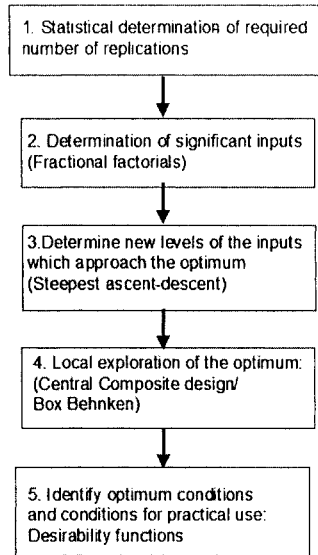 1. Statistical determination of required
number of replications
2. Determination of significant inputs
(Fractional factorials)
3.Determine new levels of the inputs
which approach the optimum
(Steepest ascent-descent)
4. Local exploration of the optimum:
(Central Composite design/
Box Behnken)
5. Identify optimum conditions
and conditions for practical use:
Desirability functions